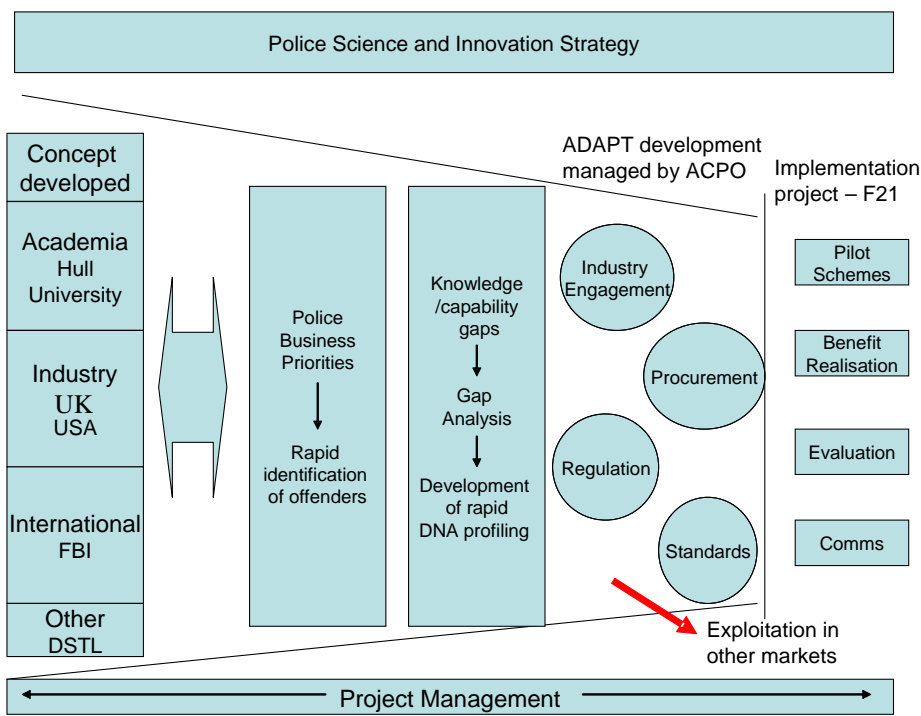 Police Science and Innovation Strategy
Concept
developed
Academia
Hull
University
Industry
UK
USA
International
FBI
Other
DSTL
Police
Business
Priorities
Rapid
identification
of offenders
Knowledge
/capability
gaps
Gap
Analysis
Development
of rapid
DNA profiling
ADAPT development
managed by ACPO
Industry
Engagement
Procurement
Regulation
Standards
Exploitation in
other markets
Implementation
project – F21
Pilot
Schemes
Benefit
Realisation
Evaluation
Comms
Project Management